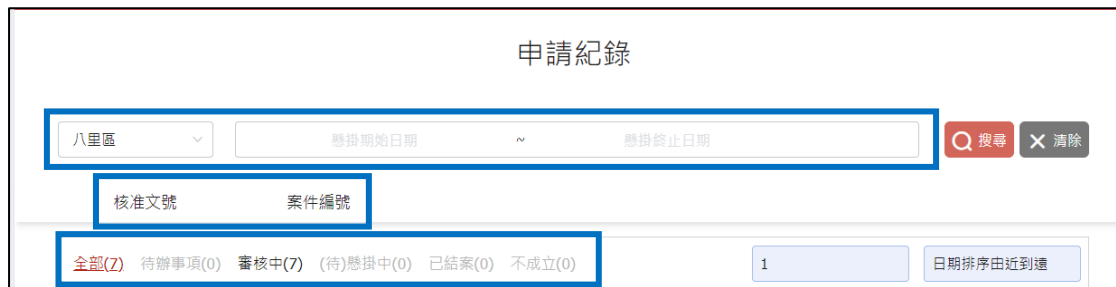 申請紀錄
八里區 懸掛期始日期 ~ 懸掛終止日期 搜尋 清除
核准文號 案件編號
全部(7) 待辦事項(0) 審核中(7) (待)懸掛中(0) 已結案(0) 不成立(0) 1 日期排序由近到遠